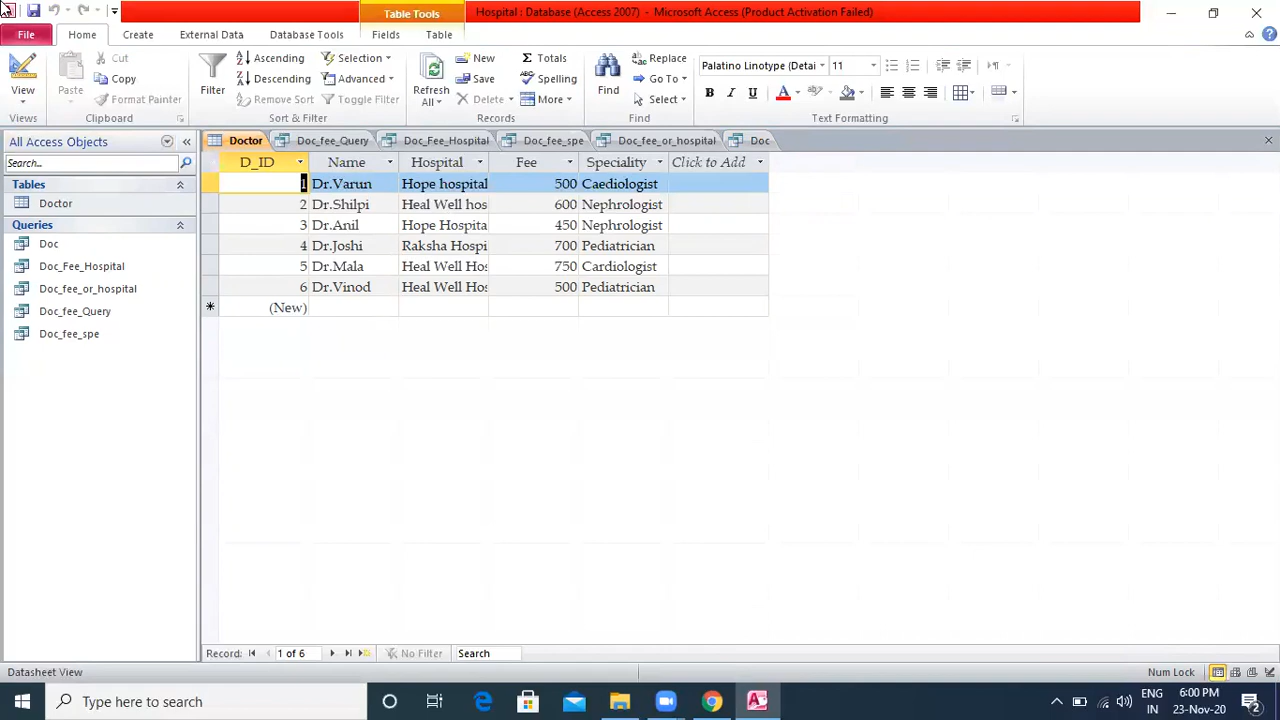 Table Tools
Hospital : Database (Access 2007) - Microsoft Access (Product Activation Failed)
File Home Create External Data Database Tools Fields Table
View
Views
Paste
Cut
Copy
Format Painter
Clipboard
Filter
Ascending
Descending
Remove Sort
Selection
Advanced
Toggle Filter
Sort & Filter
Refresh
All
New
Save
Delete
Totals
Spelling
More
Records
Find
Replace
Go To
Select
Find
Palatino Linotype (Detai 11
B I U A
Text Formatting
All Access Objects
Search...
Tables
Doctor
Queries
Doc
Doc_Fee_Hospital
Doc_fee_or_hospital
Doc_fee_Query
Doc_fee_spe
Doctor Doc_fee_Query Doc_Fee_Hospital Doc_fee_spe Doc_fee_or_hospital Doc
D_ID Name Hospital Fee Speciality Click to Add
1 Dr.Varun Hope hospital 500 Caediologist
2 Dr.Shilpi Heal Well hos 600 Nephrologist
3 Dr.Anil Hope Hospita 450 Nephrologist
4 Dr.Joshi Raksha Hospi 700 Pediatrician
5 Dr.Mala Heal Well Hos 750 Cardiologist
6 Dr.Vinod Heal Well Hos 500 Pediatrician
* (New)
Record: 1 of 6 No Filter Search
Datasheet View
Num Lock
Type here to search
ENG
IN
6:00 PM
23-Nov-20
2